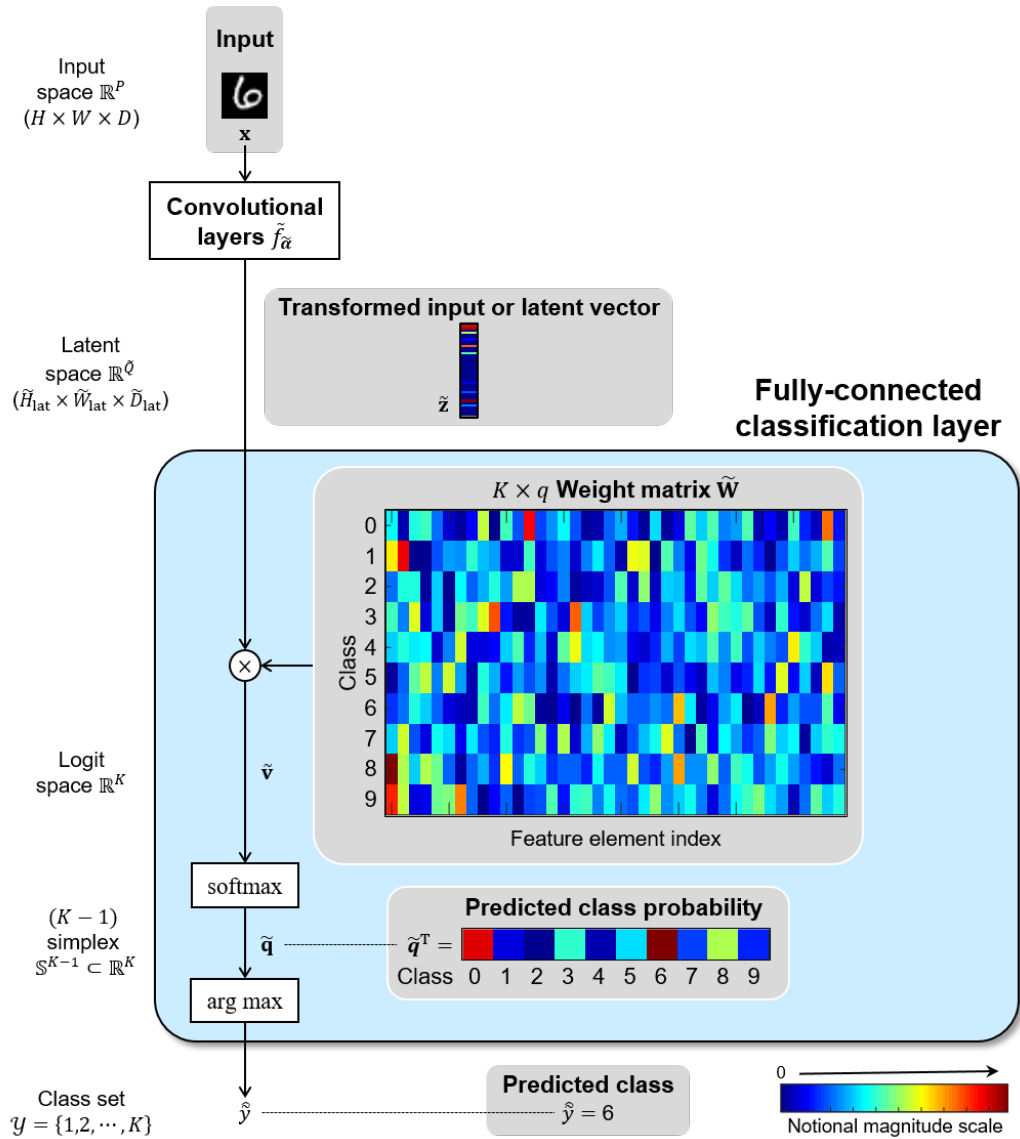 Input
x
Input
space ℝ^P
(H × W × D)
Convolutional
layers f̃_α̃
Transformed input or latent vector
z̃
Latent
space ℝ^Q̃
(H̃_lat × W̃_lat × D̃_lat)
Fully-connected
classification layer
K × q Weight matrix W̃
Class
0
1
2
3
4
5
6
7
8
9
Feature element index
×
Logit
space ℝ^K
ṽ
softmax
(K − 1)
simplex
𝕊^{K−1} ⊂ ℝ^K
q̃
Predicted class probability
q̃^T =
Class 0 1 2 3 4 5 6 7 8 9
arg max
Class set
𝒴 = {1,2, ⋯ , K}
ỹ̂
Predicted class
ỹ̂ = 6
0
Notional magnitude scale